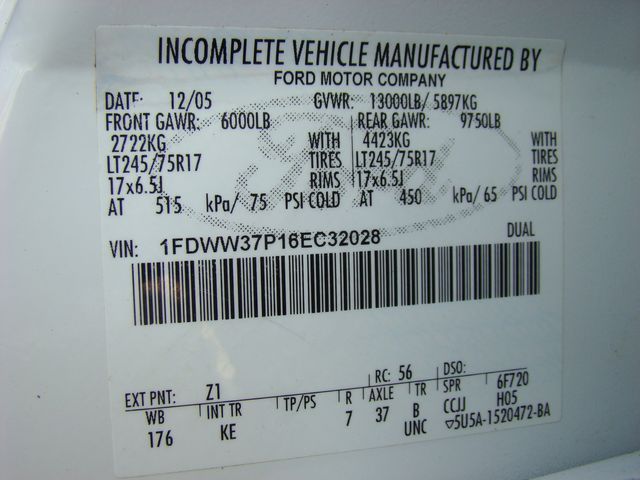 INCOMPLETE VEHICLE MANUFACTURED BY
FORD MOTOR COMPANY
DATE: 12/05 GVWR: 13000LB/ 5897KG
FRONT GAWR: 6000LB REAR GAWR: 9750LB
2722KG WITH 4423KG WITH
LT245/75R17 TIRES LT245/75R17 TIRES
17x6.5J RIMS 17x6.5J RIMS
AT 515 kPa/ 75 PSI COLD AT 450 kPa/ 65 PSI COLD
VIN: 1FDWW37P16EC32028 DUAL
RC: 56 DSO:
EXT PNT: Z1 6F720
WB INT TR TP/PS R AXLE TR SPR H05
176 KE 7 37 B CCJJ
UNC ▽5U5A-1520472-BA